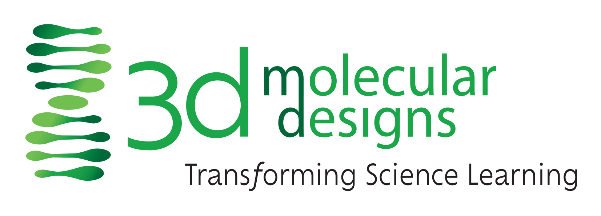 3d molecular designs
Transforming Science Learning